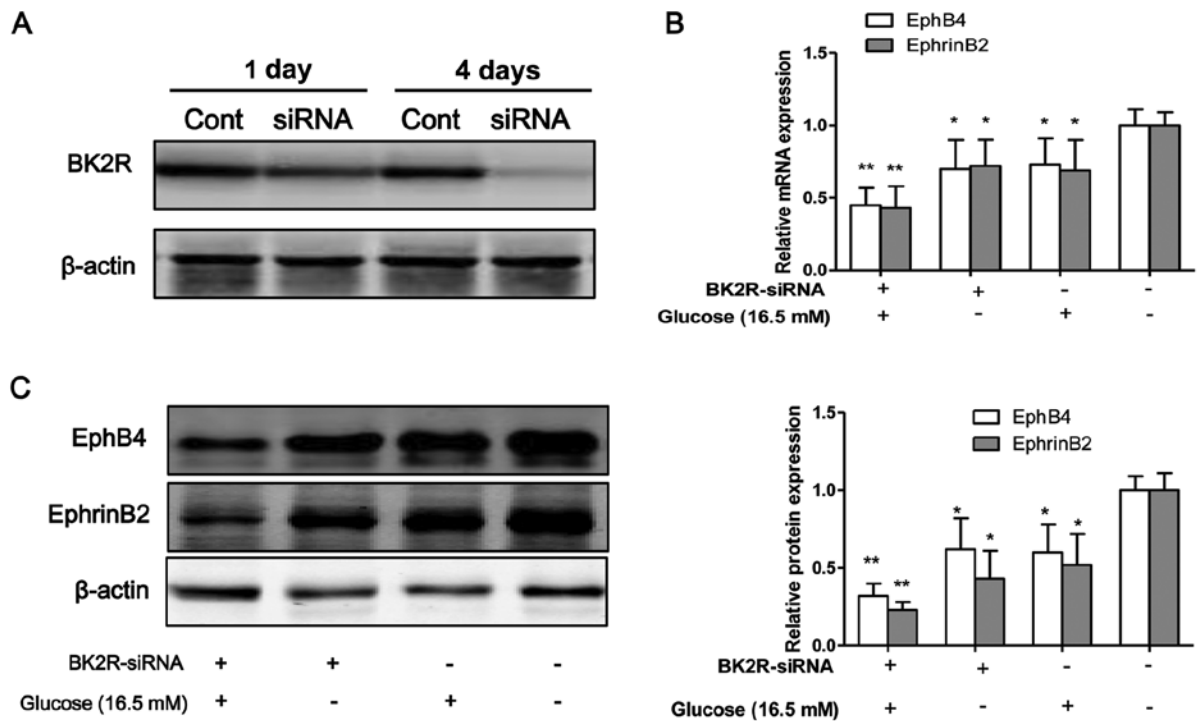 A
1 day 4 days
Cont siRNA Cont siRNA
BK2R
β-actin
B
EphB4
EphrinB2
Relative mRNA expression
1.5
1.0
0.5
0.0
** ** * * * *
BK2R-siRNA + + - -
Glucose (16.5 mM) + - + -
C
EphB4
EphrinB2
β-actin
BK2R-siRNA + + - -
Glucose (16.5 mM) + - + -
EphB4
EphrinB2
Relative protein expression
1.5
1.0
0.5
0.0
** ** * * * *
BK2R-siRNA + + - -
Glucose (16.5 mM) + - + -